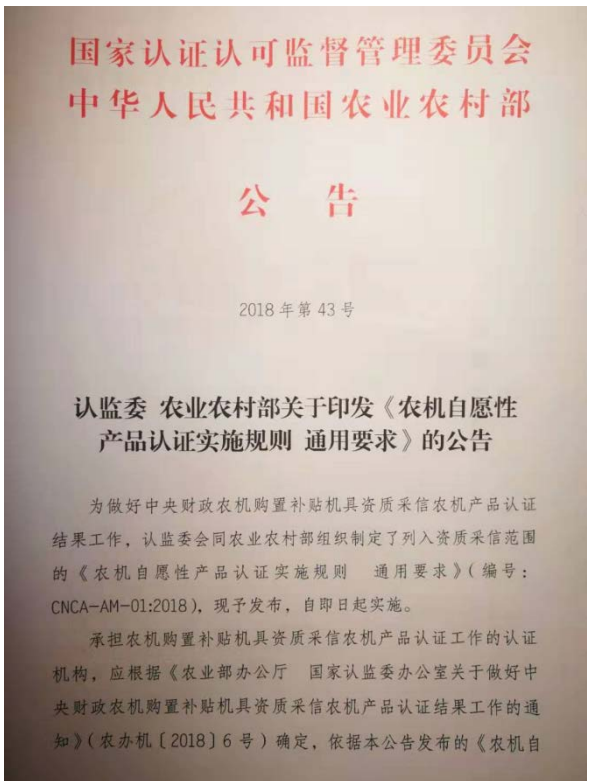 国家认证认可监督管理委员会
中华人民共和国农业农村部
公 告
2018 年第 43 号
认监委 农业农村部关于印发《农机自愿性
产品认证实施规则 通用要求》的公告
为做好中央财政农机购置补贴机具资质采信农机产品认证
结果工作，认监委会同农业农村部组织制定了列入资质采信范围
的《农机自愿性产品认证实施规则 通用要求》（编号：
CNCA-AM-01:2018），现予发布，自即日起实施。
承担农机购置补贴机具资质采信农机产品认证工作的认证
机构，应根据《农业部办公厅 国家认监委办公室关于做好中
央财政农机购置补贴机具资质采信农机产品认证结果工作的通
知》（农办机〔2018〕6 号）确定，依据本公告发布的《农机自